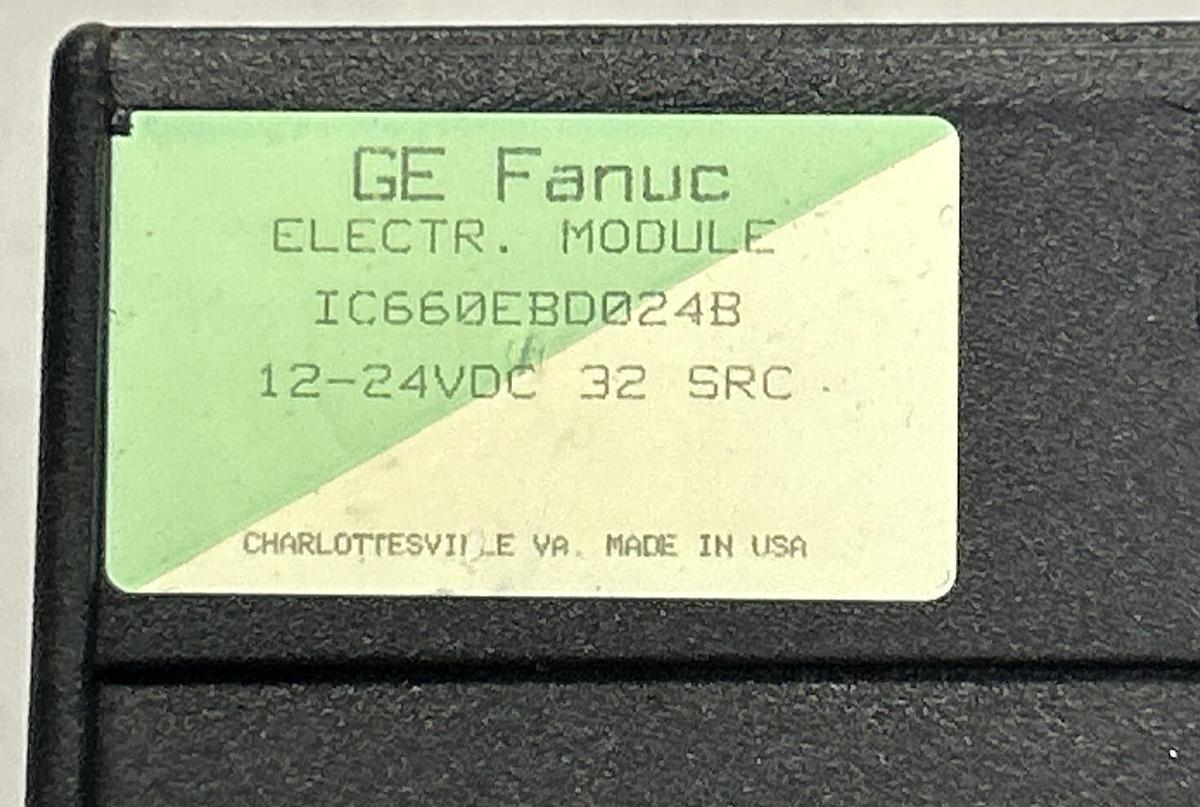 GE Fanuc
ELECTR. MODULE
IC660EBD024B
12-24VDC 32 SRC
CHARLOTTESVILLE VA. MADE IN USA